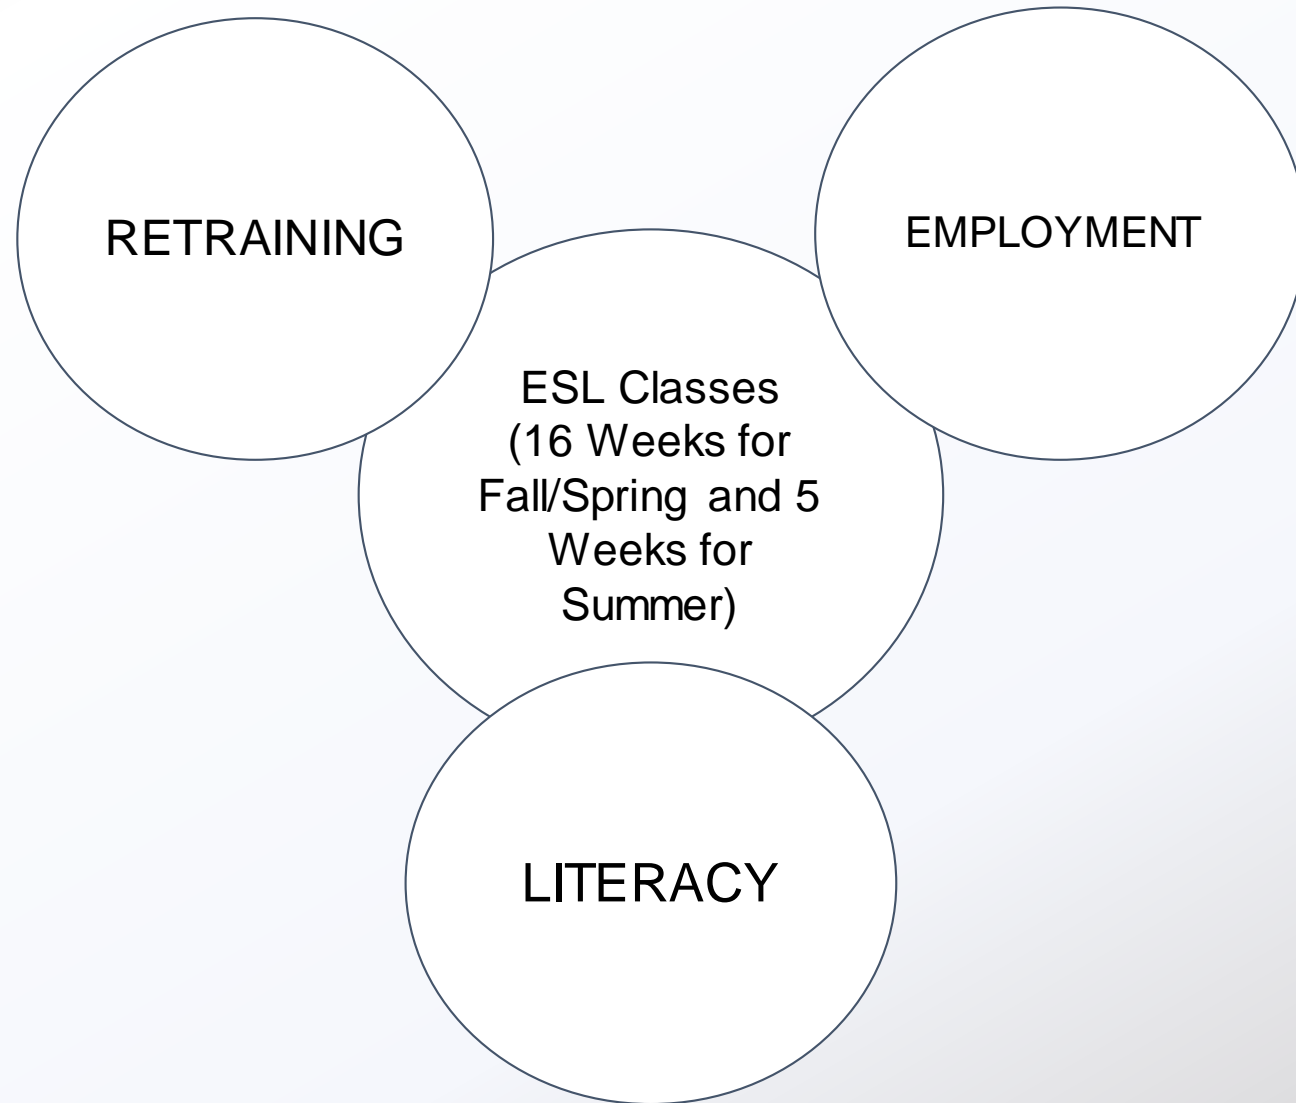 RETRAINING
EMPLOYMENT
ESL Classes
(16 Weeks for
Fall/Spring and 5
Weeks for
Summer)
LITERACY